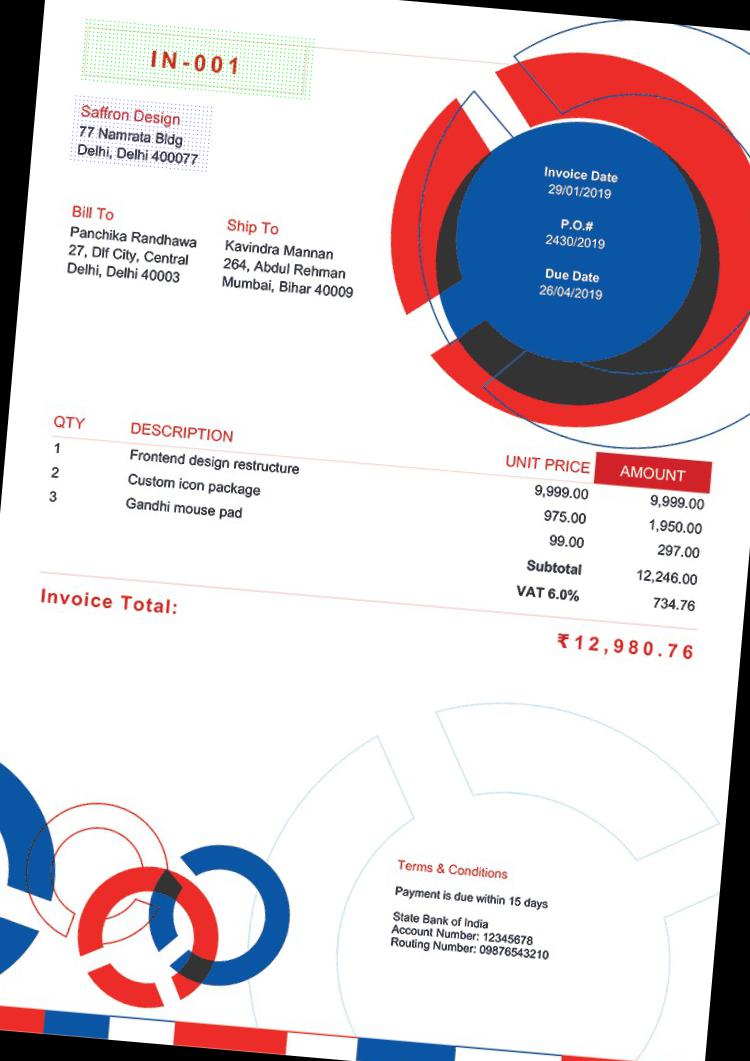 IN-001
Saffron Design
77 Namrata Bldg
Delhi, Delhi 400077
Bill To
Panchika Randhawa
27, Dlf City, Central
Delhi, Delhi 40003
Ship To
Kavindra Mannan
264, Abdul Rehman
Mumbai, Bihar 40009
Invoice Date
29/01/2019
P.O.#
2430/2019
Due Date
26/04/2019
QTY DESCRIPTION UNIT PRICE AMOUNT
1 Frontend design restructure 9,999.00 9,999.00
2 Custom icon package 975.00 1,950.00
3 Gandhi mouse pad 99.00 297.00
Subtotal 12,246.00
VAT 6.0% 734.76
Invoice Total: ₹12,980.76
Terms & Conditions
Payment is due within 15 days
State Bank of India
Account Number: 12345678
Routing Number: 09876543210